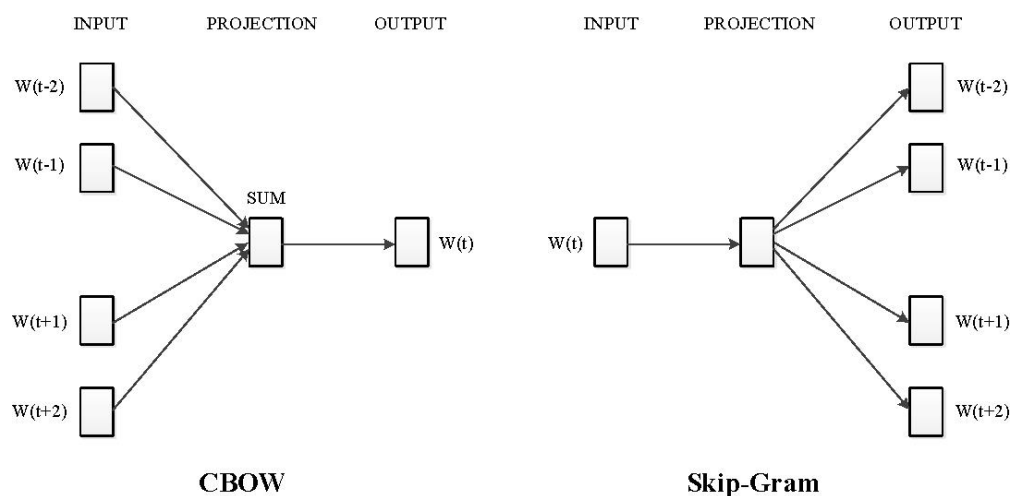 INPUT PROJECTION OUTPUT
W(t-2)
W(t-1)
SUM
W(t)
W(t+1)
W(t+2)
CBOW
INPUT PROJECTION OUTPUT
W(t-2)
W(t-1)
W(t)
W(t+1)
W(t+2)
Skip-Gram